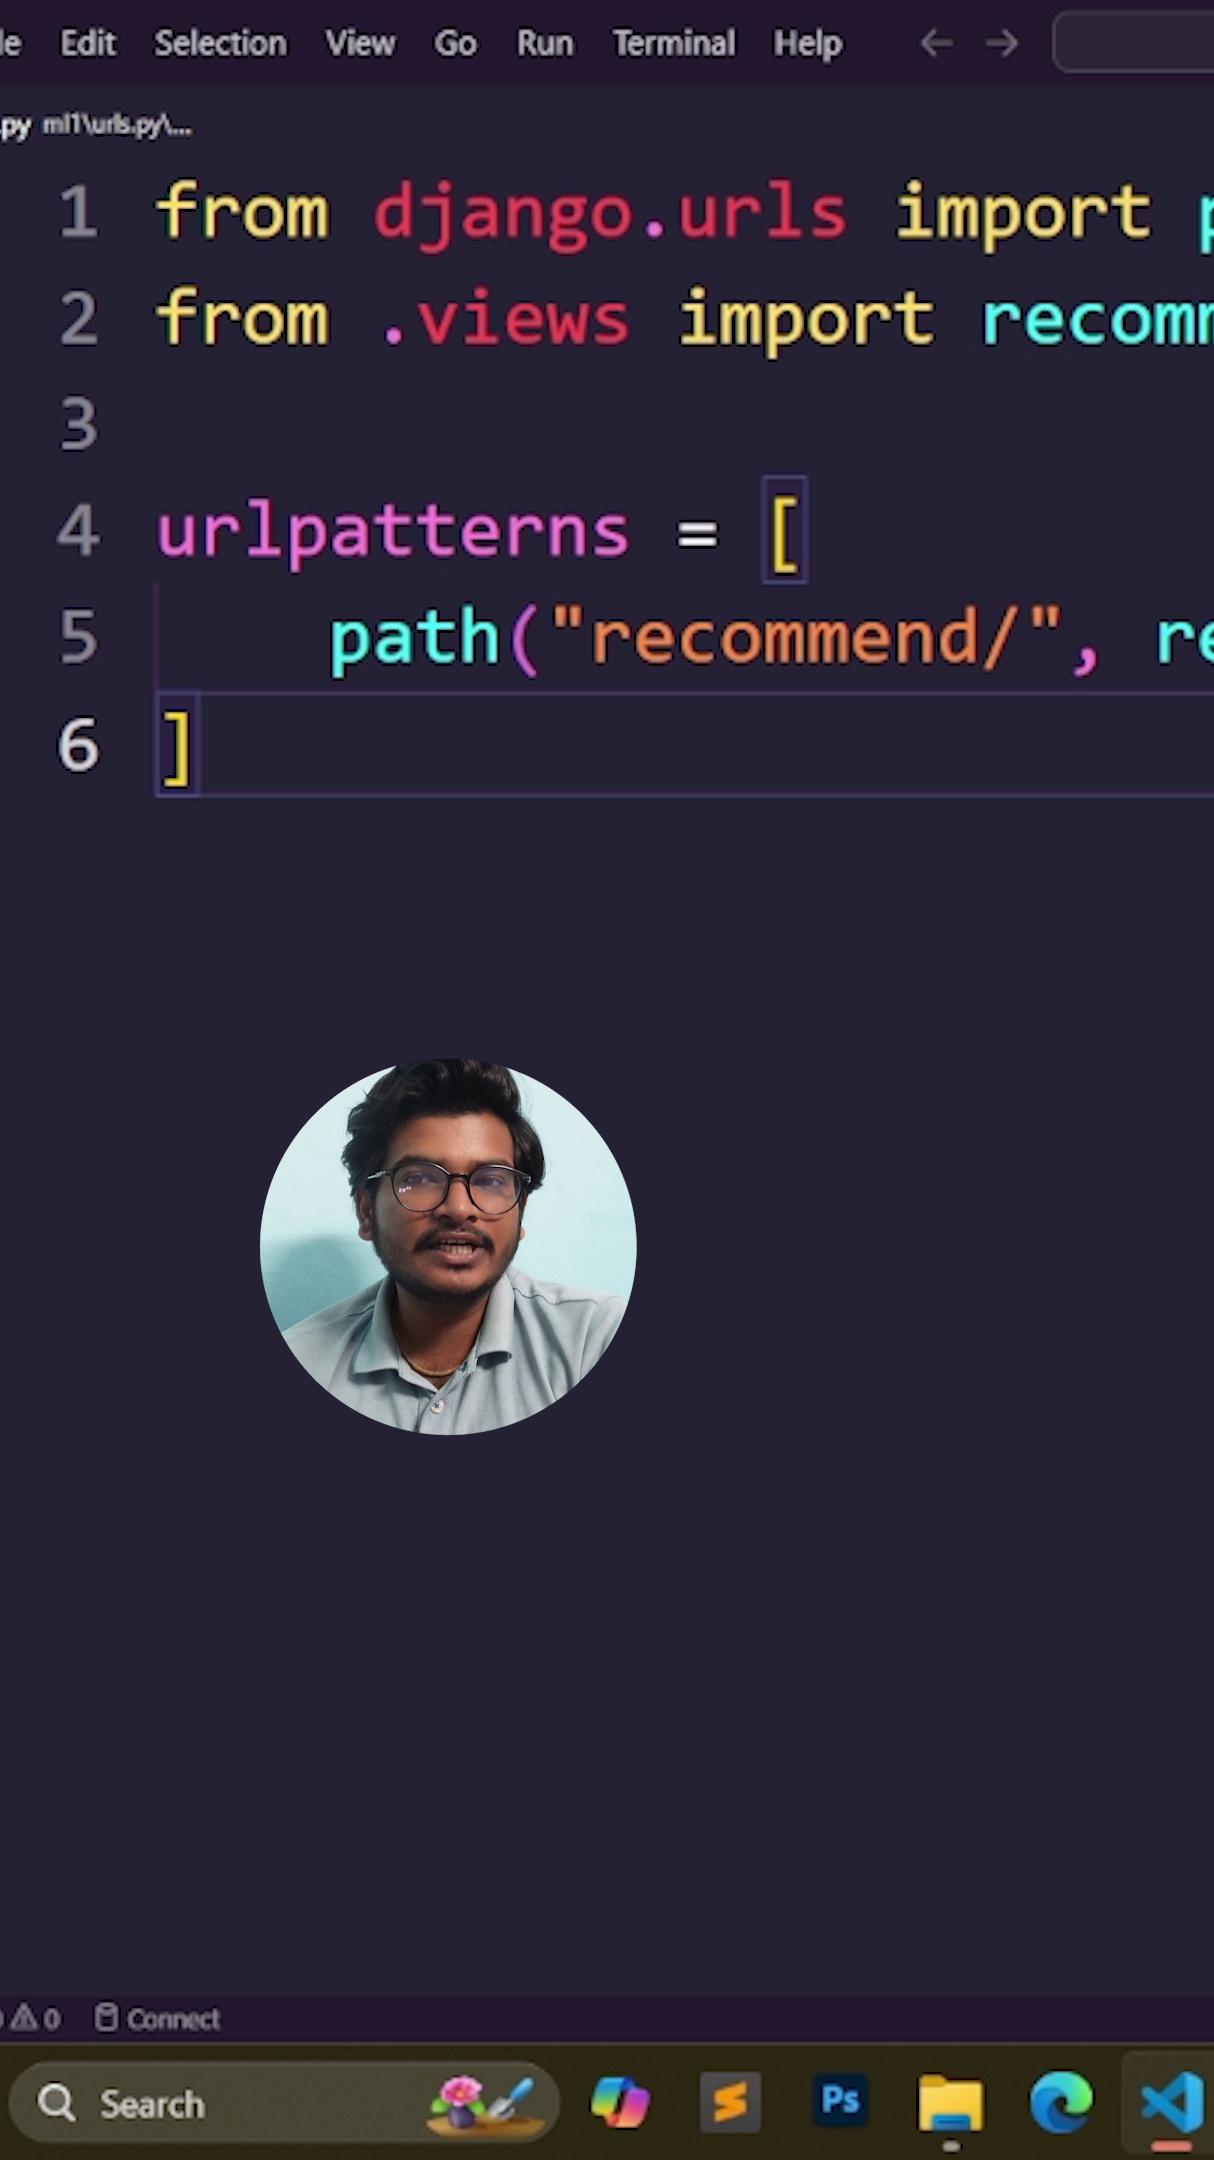 Edit Selection View Go Run Terminal Help
.py ml1\urls.py\...
1 from django.urls import
2 from .views import recomm
3
4 urlpatterns = [
5 path("recommend/", re
6 ]
0 Connect
Search
Ps